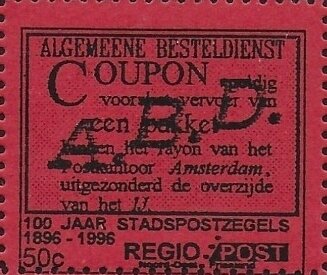 ALGEMEENE BESTELDIENST
COUPON geldig
voor het vervoer van
een pakket
binnen het rayon van het
Postkantoor Amsterdam,
uitgezonderd de overzijde
van het IJ.
A.B.D.
100 JAAR STADSPOSTZEGELS
1896-1996
50c
REGIO POST